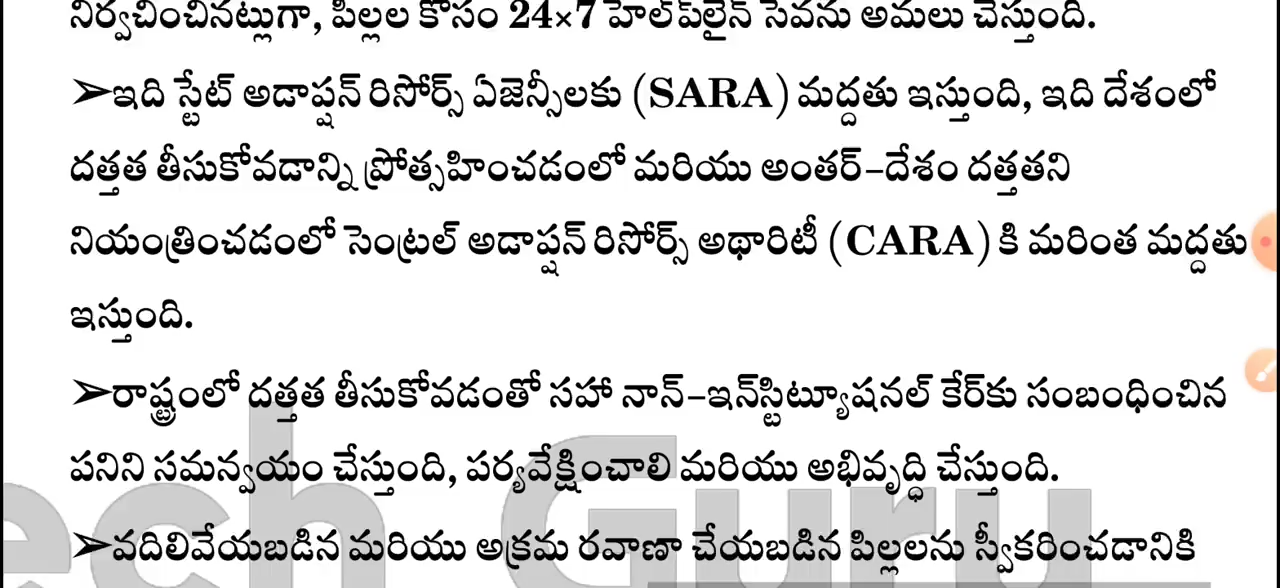 నిర్వచించినట్లుగా, పిల్లల కోసం 24×7 హెల్ప్‌లైన్ సేవను అమలు చేస్తుంది.
➢ఇది స్టేట్ అడాప్షన్ రిసోర్స్ ఏజెన్సీలకు (SARA) మద్దతు ఇస్తుంది, ఇది దేశంలో
దత్తత తీసుకోవడాన్ని ప్రోత్సహించడంలో మరియు అంతర్-దేశం దత్తతని
నియంత్రించడంలో సెంట్రల్ అడాప్షన్ రిసోర్స్ అథారిటీ (CARA) కి మరింత మద్దతు
ఇస్తుంది.
➢రాష్ట్రంలో దత్తత తీసుకోవడంతో సహా నాన్-ఇన్‌స్టిట్యూషనల్ కేర్‌కు సంబంధించిన
పనిని సమన్వయం చేస్తుంది, పర్యవేక్షించాలి మరియు అభివృద్ధి చేస్తుంది.
ech Guru
➢వదిలివేయబడిన మరియు అక్రమ రవాణా చేయబడిన పిల్లలను స్వీకరించడానికి